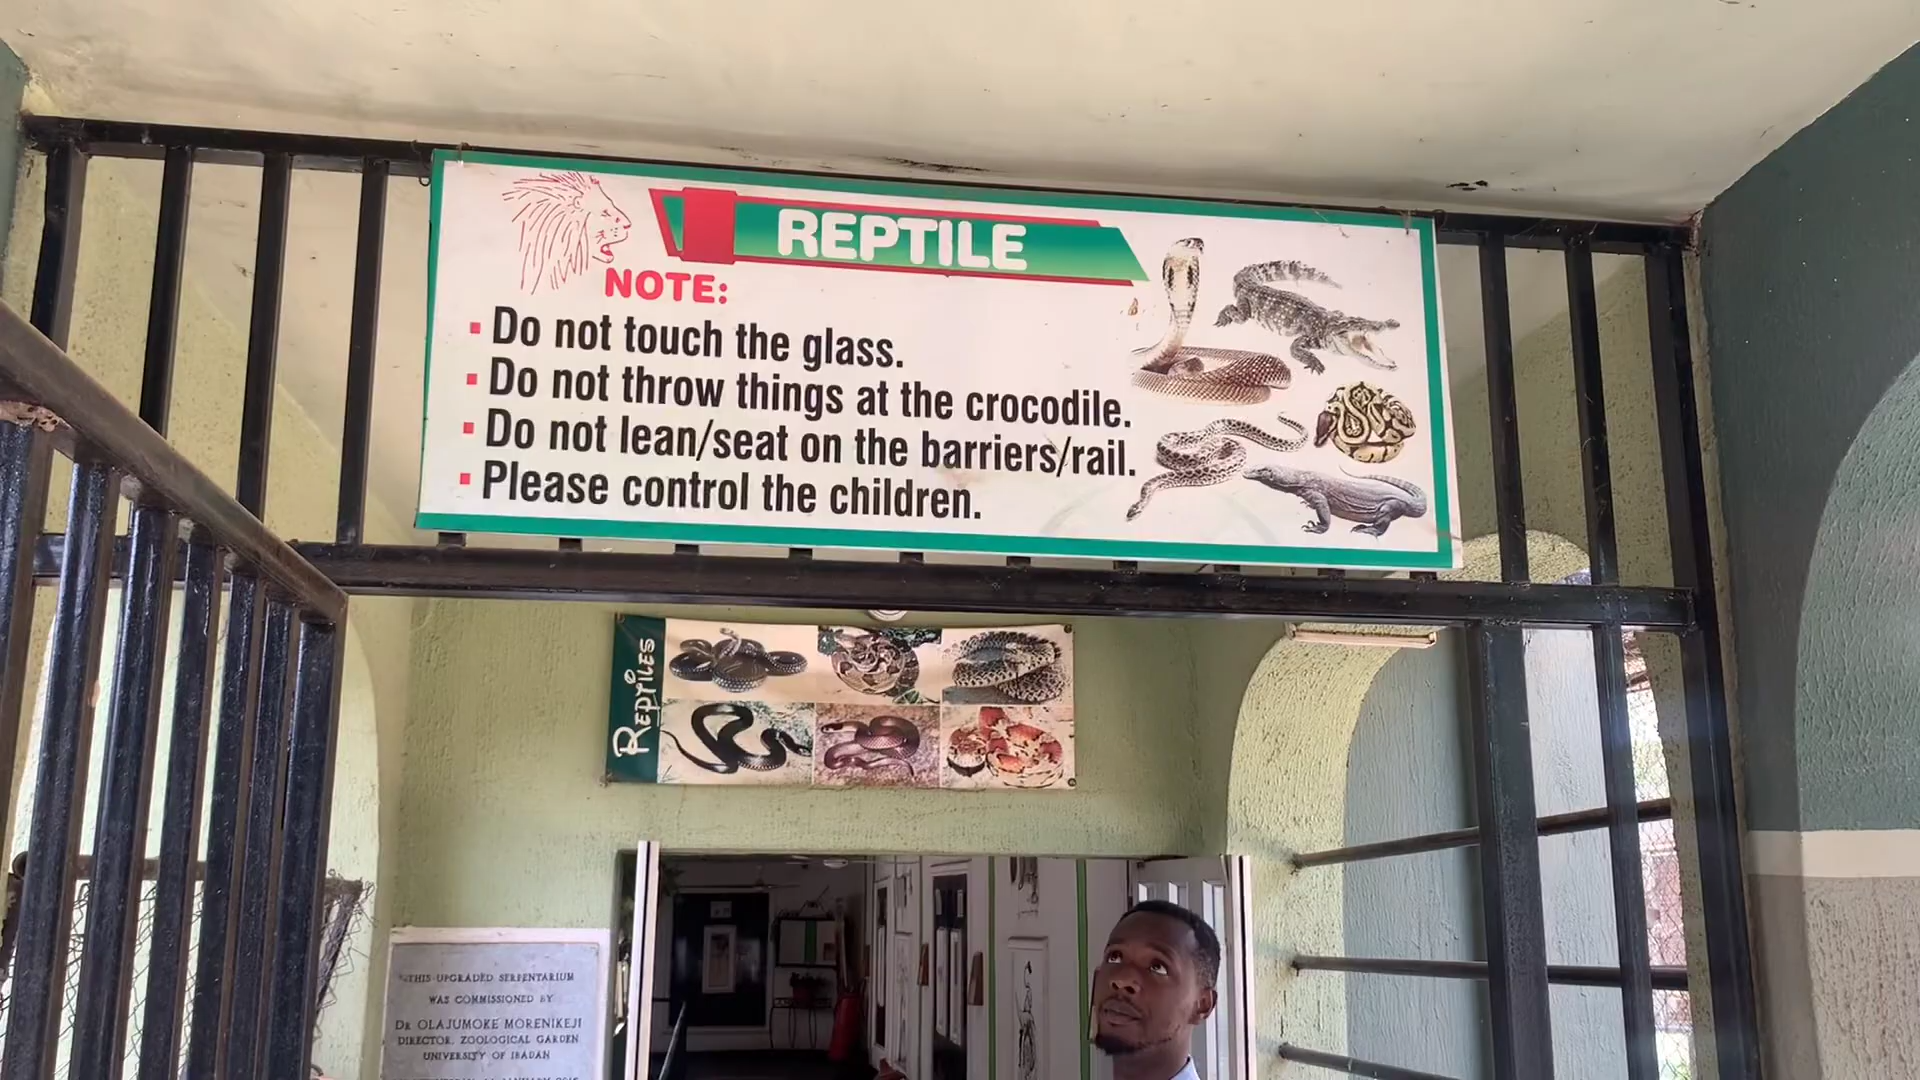 REPTILE
NOTE:
Do not touch the glass.
Do not throw things at the crocodile.
Do not lean/seat on the barriers/rail.
Please control the children.
REPTILES
THIS UPGRADED SERPENTARIUM
WAS COMMISSIONED BY
DR OLAJUMOKE MORENIKEJI
DIRECTOR, ZOOLOGICAL GARDEN
UNIVERSITY OF IBADAN